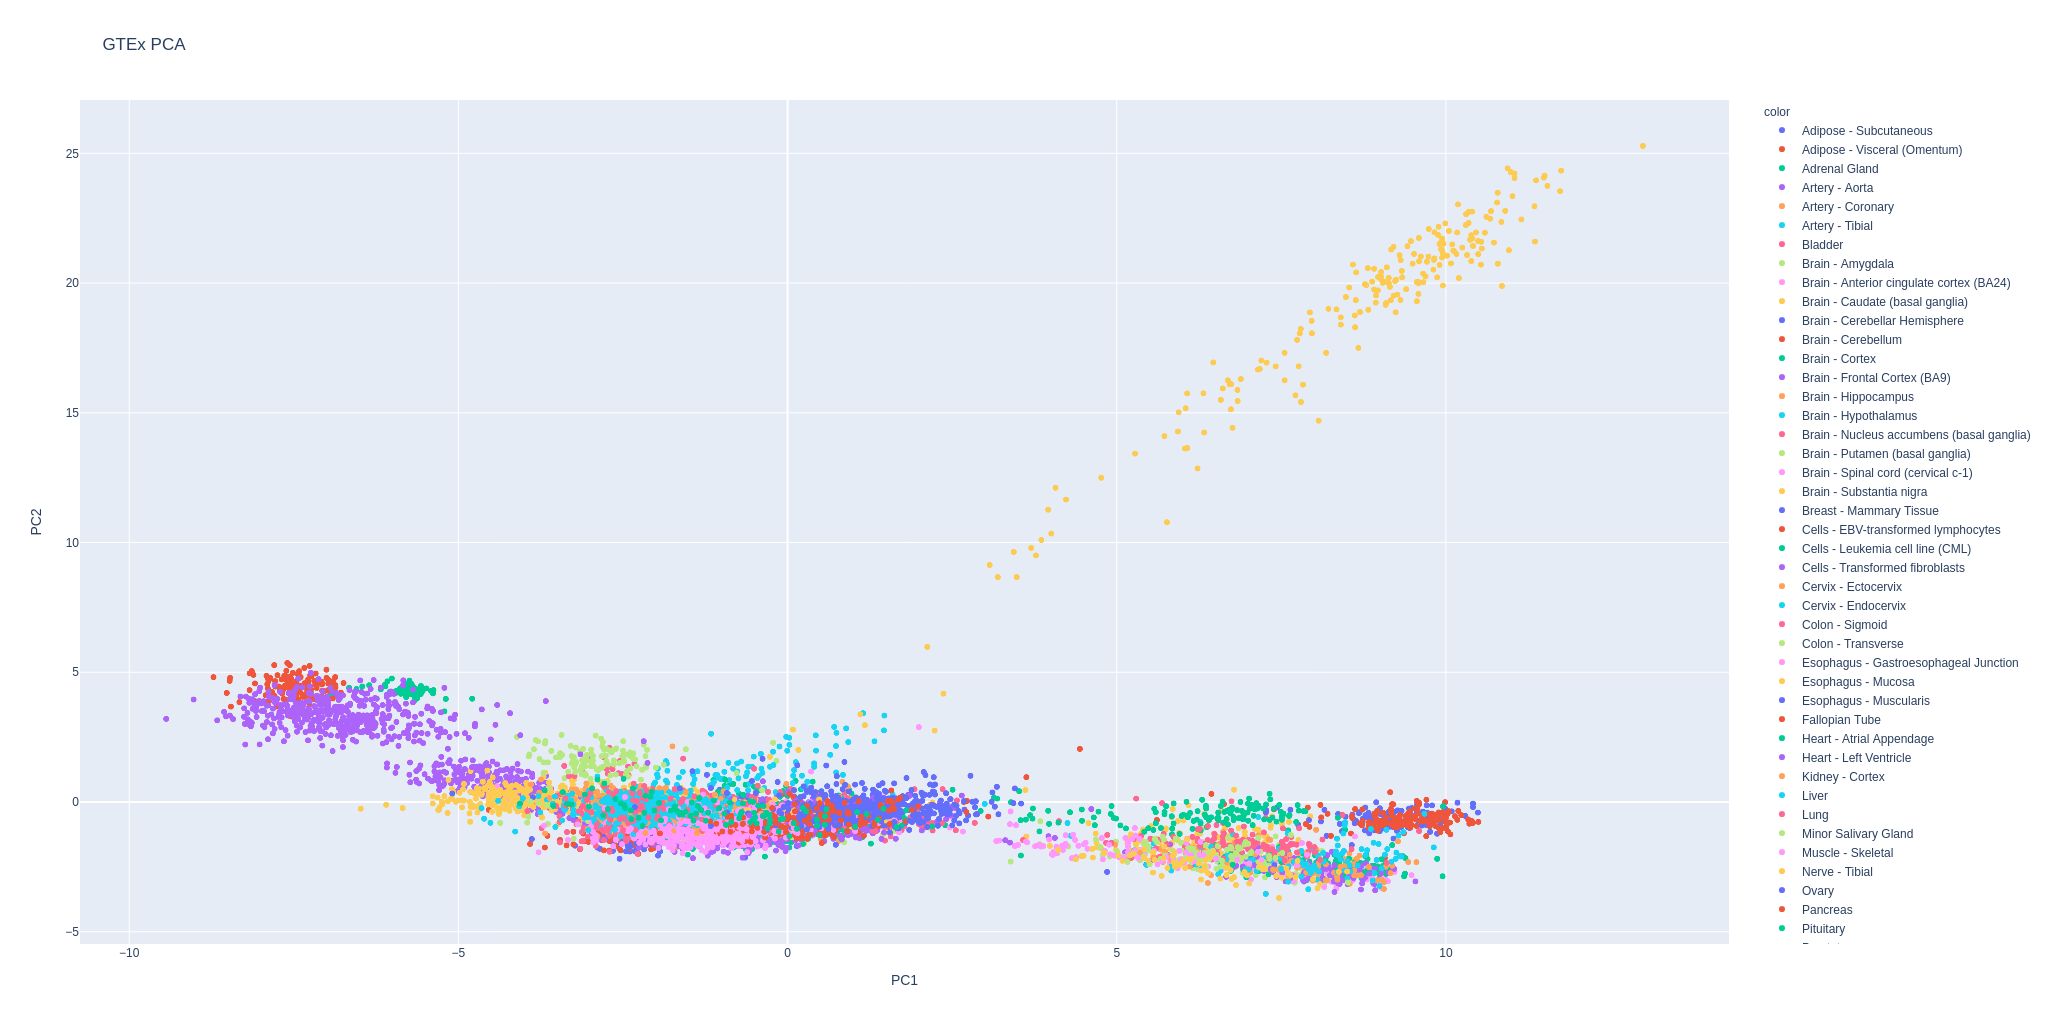 GTEx PCA
color
Adipose - Subcutaneous
Adipose - Visceral (Omentum)
Adrenal Gland
Artery - Aorta
Artery - Coronary
Artery - Tibial
Bladder
Brain - Amygdala
Brain - Anterior cingulate cortex (BA24)
Brain - Caudate (basal ganglia)
Brain - Cerebellar Hemisphere
Brain - Cerebellum
Brain - Cortex
Brain - Frontal Cortex (BA9)
Brain - Hippocampus
Brain - Hypothalamus
Brain - Nucleus accumbens (basal ganglia)
Brain - Putamen (basal ganglia)
Brain - Spinal cord (cervical c-1)
Brain - Substantia nigra
Breast - Mammary Tissue
Cells - EBV-transformed lymphocytes
Cells - Leukemia cell line (CML)
Cells - Transformed fibroblasts
Cervix - Ectocervix
Cervix - Endocervix
Colon - Sigmoid
Colon - Transverse
Esophagus - Gastroesophageal Junction
Esophagus - Mucosa
Esophagus - Muscularis
Fallopian Tube
Heart - Atrial Appendage
Heart - Left Ventricle
Kidney - Cortex
Liver
Lung
Minor Salivary Gland
Muscle - Skeletal
Nerve - Tibial
Ovary
Pancreas
Pituitary
25
20
15
10
5
0
−5
PC2
−10
−5
0
5
10
PC1